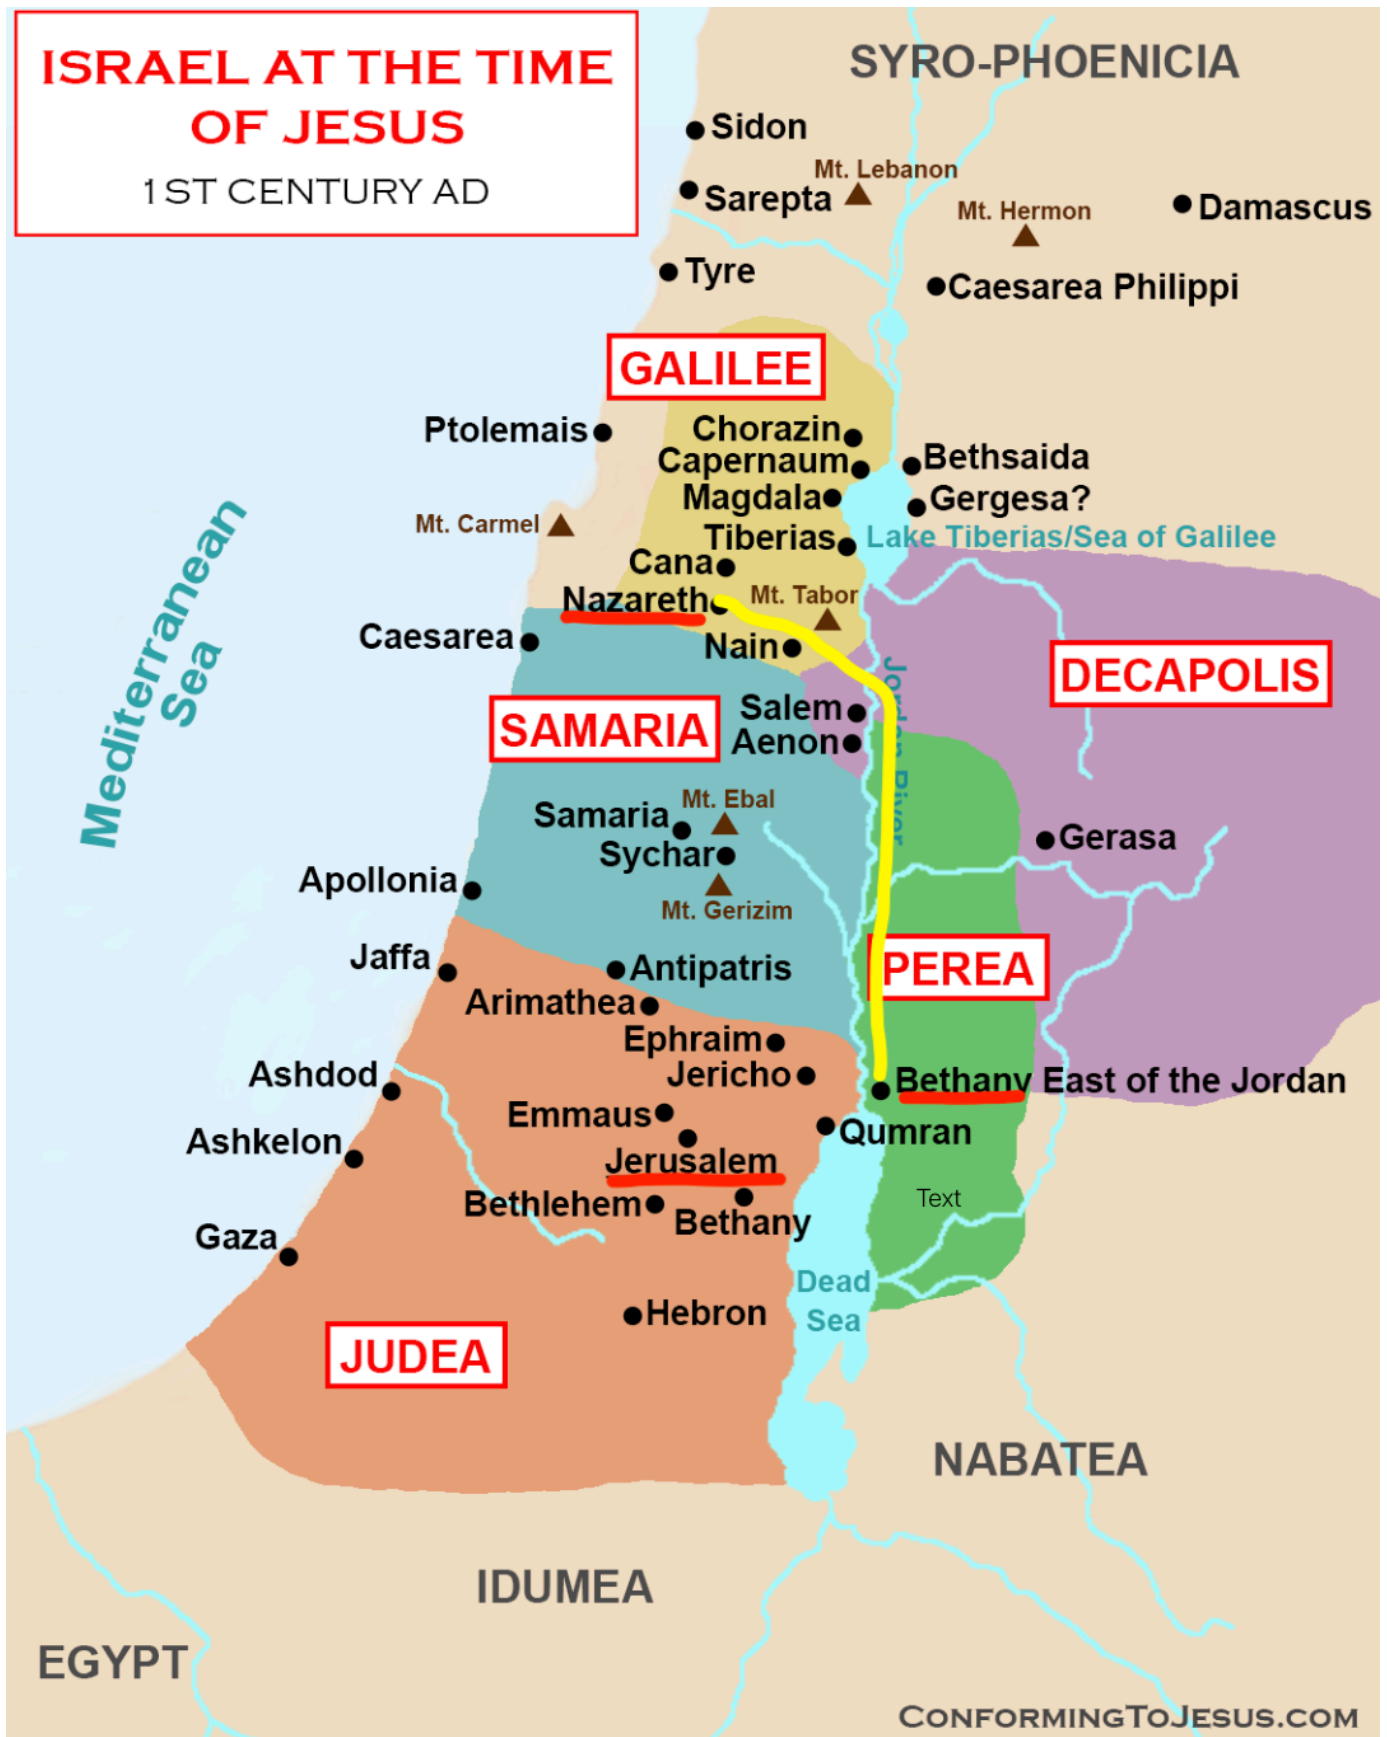 ISRAEL AT THE TIME
OF JESUS
1ST CENTURY AD
SYRO-PHOENICIA
Sidon
Mt. Lebanon
Sarepta
Mt. Hermon
Damascus
Tyre
Caesarea Philippi
GALILEE
Ptolemais
Chorazin
Capernaum
Bethsaida
Magdala
Gergesa?
Mt. Carmel
Tiberias
Lake Tiberias/Sea of Galilee
Cana
Nazareth
Mt. Tabor
Caesarea
Nain
Mediterranean
Sea
Jordan River
DECAPOLIS
SAMARIA
Salem
Aenon
Mt. Ebal
Samaria
Sychar
Gerasa
Apollonia
Mt. Gerizim
Jaffa
Antipatris
PEREA
Arimathea
Ephraim
Jericho
Ashdod
Bethany East of the Jordan
Emmaus
Qumran
Ashkelon
Jerusalem
Bethlehem
Bethany
Text
Gaza
Dead
Sea
Hebron
JUDEA
NABATEA
IDUMEA
EGYPT
CONFORMINGTOJESUS.COM